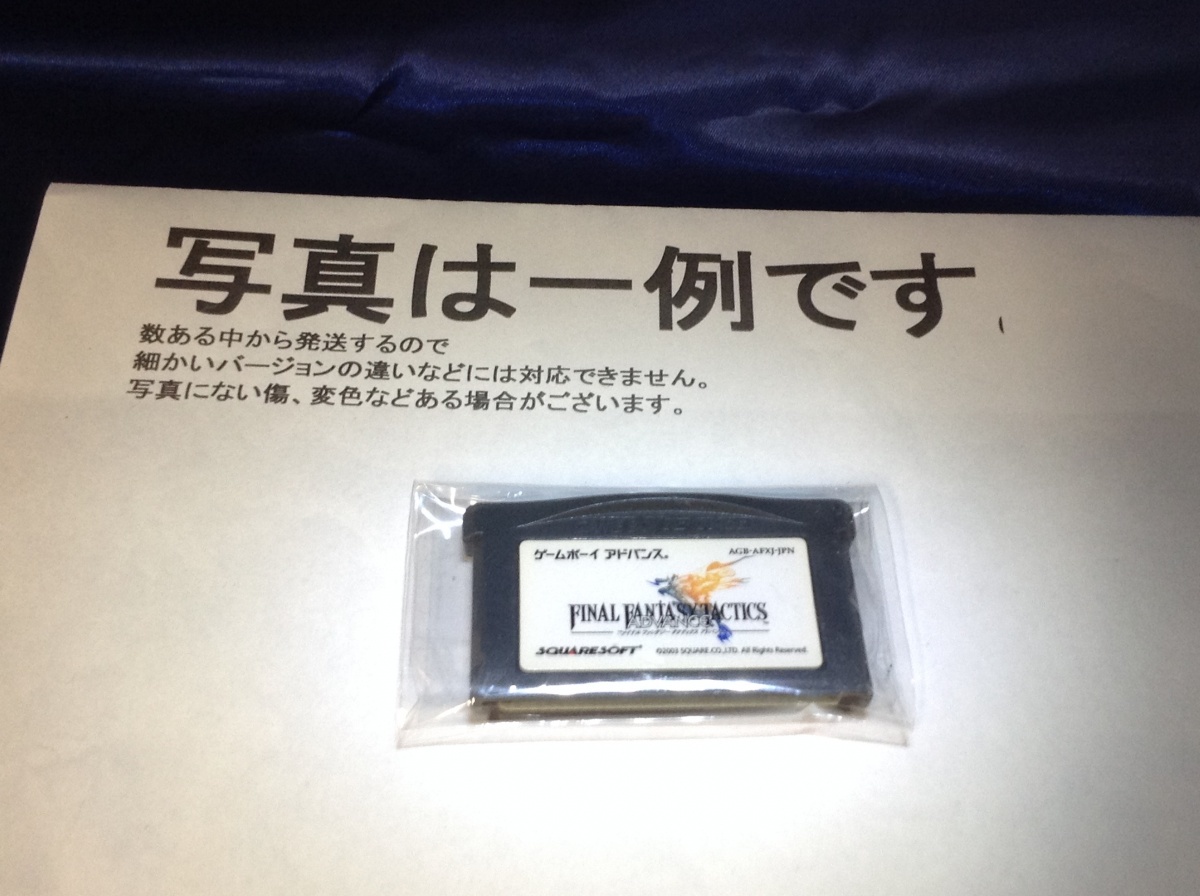 写真は一例です
数ある中から発送するので
細かいバージョンの違いなどには対応できません。
写真にない傷、変色などある場合がございます。
ゲームボーイ アドバンス® AGB-AFXJ-JPN
FINAL FANTASY TACTICS™
ADVANCE
SQUARESOFT® ©2003 SQUARE CO.,LTD. All Rights Reserved.